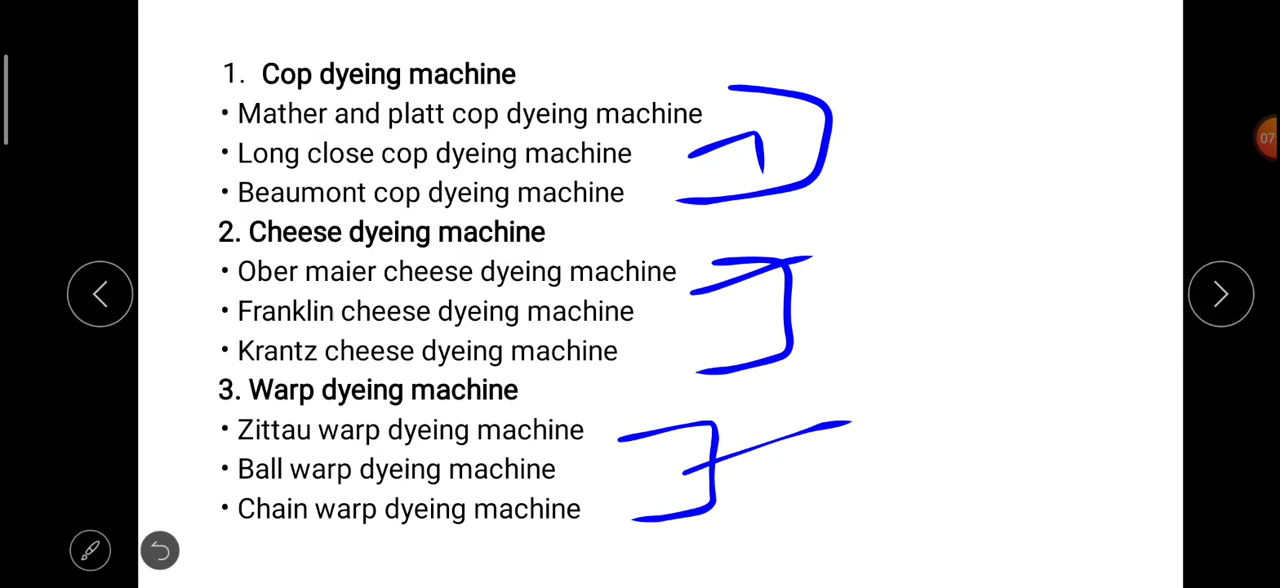 1. Cop dyeing machine
• Mather and platt cop dyeing machine
• Long close cop dyeing machine
• Beaumont cop dyeing machine
2. Cheese dyeing machine
• Ober maier cheese dyeing machine
• Franklin cheese dyeing machine
• Krantz cheese dyeing machine
3. Warp dyeing machine
• Zittau warp dyeing machine
• Ball warp dyeing machine
• Chain warp dyeing machine
07